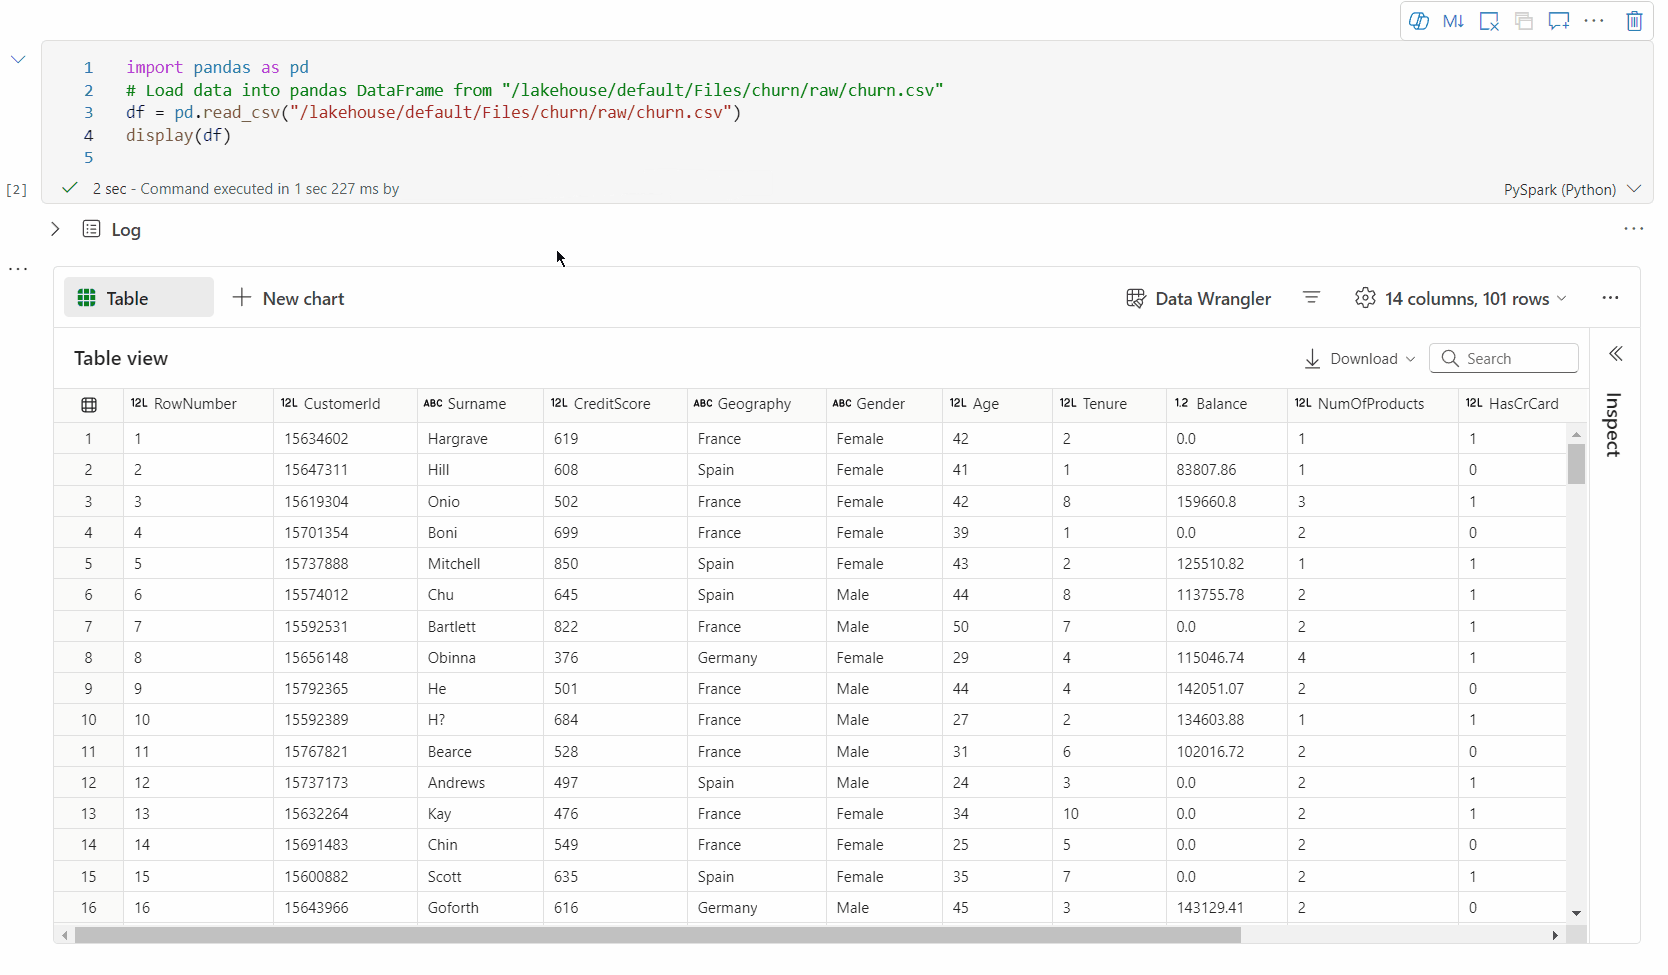 M↓
1 import pandas as pd
2 # Load data into pandas DataFrame from "/lakehouse/default/Files/churn/raw/churn.csv"
3 df = pd.read_csv("/lakehouse/default/Files/churn/raw/churn.csv")
4 display(df)
5
[2] 2 sec - Command executed in 1 sec 227 ms by PySpark (Python)
Log
Table New chart Data Wrangler 14 columns, 101 rows
Table view Download Search
12L RowNumber 12L CustomerId ABC Surname 12L CreditScore ABC Geography ABC Gender 12L Age 12L Tenure 1.2 Balance 12L NumOfProducts 12L HasCrCard
Inspect
1 1 15634602 Hargrave 619 France Female 42 2 0.0 1 1
2 2 15647311 Hill 608 Spain Female 41 1 83807.86 1 0
3 3 15619304 Onio 502 France Female 42 8 159660.8 3 1
4 4 15701354 Boni 699 France Female 39 1 0.0 2 0
5 5 15737888 Mitchell 850 Spain Female 43 2 125510.82 1 1
6 6 15574012 Chu 645 Spain Male 44 8 113755.78 2 1
7 7 15592531 Bartlett 822 France Male 50 7 0.0 2 1
8 8 15656148 Obinna 376 Germany Female 29 4 115046.74 4 1
9 9 15792365 He 501 France Male 44 4 142051.07 2 0
10 10 15592389 H? 684 France Male 27 2 134603.88 1 1
11 11 15767821 Bearce 528 France Male 31 6 102016.72 2 0
12 12 15737173 Andrews 497 Spain Male 24 3 0.0 2 1
13 13 15632264 Kay 476 France Female 34 10 0.0 2 1
14 14 15691483 Chin 549 France Female 25 5 0.0 2 0
15 15 15600882 Scott 635 Spain Female 35 7 0.0 2 1
16 16 15643966 Goforth 616 Germany Male 45 3 143129.41 2 0